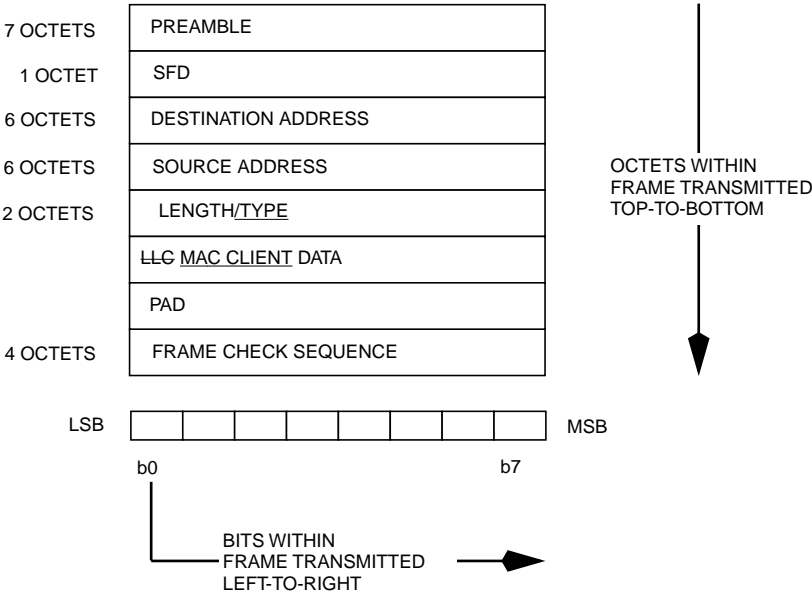 7 OCTETS PREAMBLE
1 OCTET SFD
6 OCTETS DESTINATION ADDRESS
6 OCTETS SOURCE ADDRESS
2 OCTETS LENGTH/TYPE
LLC MAC CLIENT DATA
PAD
4 OCTETS FRAME CHECK SEQUENCE
OCTETS WITHIN
FRAME TRANSMITTED
TOP-TO-BOTTOM
LSB MSB
b0 b7
BITS WITHIN
FRAME TRANSMITTED
LEFT-TO-RIGHT